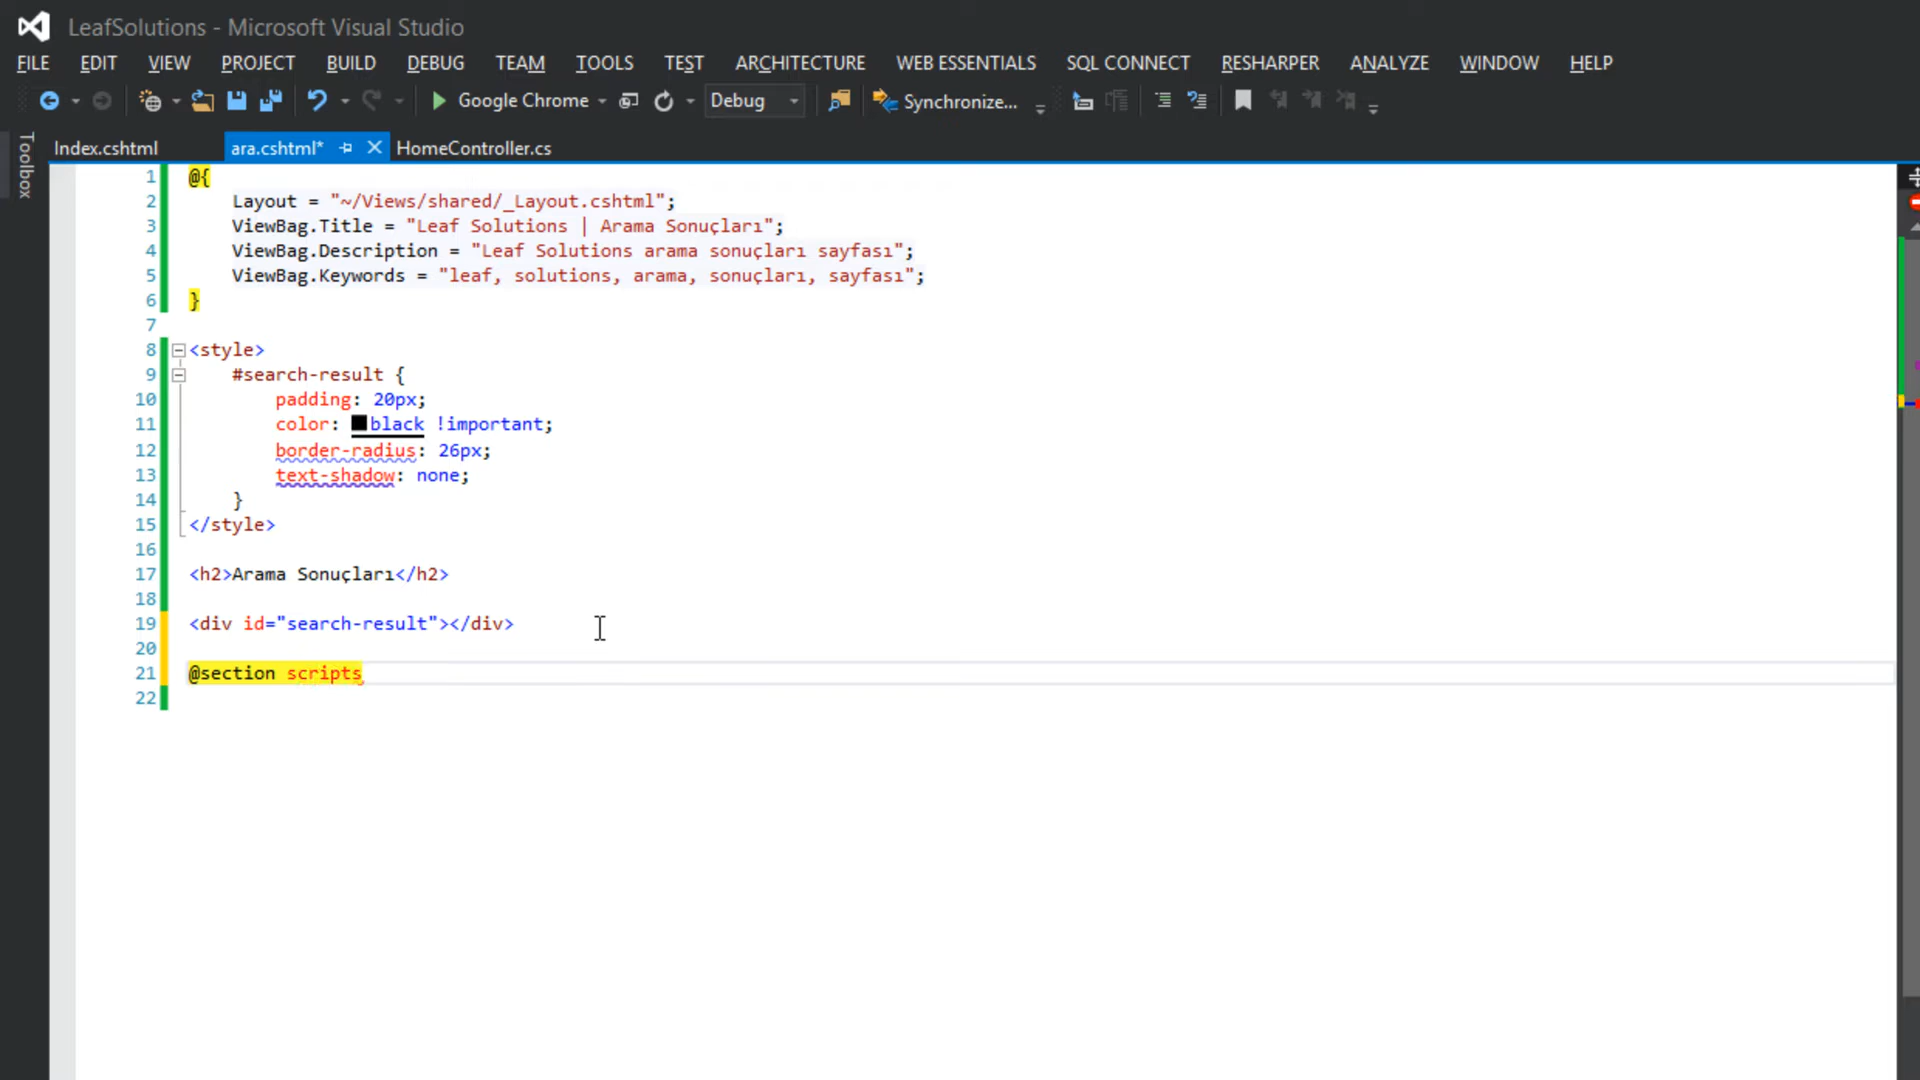 LeafSolutions - Microsoft Visual Studio
FILE EDIT VIEW PROJECT BUILD DEBUG TEAM TOOLS TEST ARCHITECTURE WEB ESSENTIALS SQL CONNECT RESHARPER ANALYZE WINDOW HELP
Google Chrome Debug Synchronize...
Toolbox
Index.cshtml ara.cshtml* HomeController.cs
1 @{
2 Layout = "~/Views/shared/_Layout.cshtml";
3 ViewBag.Title = "Leaf Solutions | Arama Sonuçları";
4 ViewBag.Description = "Leaf Solutions arama sonuçları sayfası";
5 ViewBag.Keywords = "leaf, solutions, arama, sonuçları, sayfası";
6 }
7
8 <style>
9 #search-result {
10 padding: 20px;
11 color: black !important;
12 border-radius: 26px;
13 text-shadow: none;
14 }
15 </style>
16
17 <h2>Arama Sonuçları</h2>
18
19 <div id="search-result"></div>
20
21 @section scripts
22